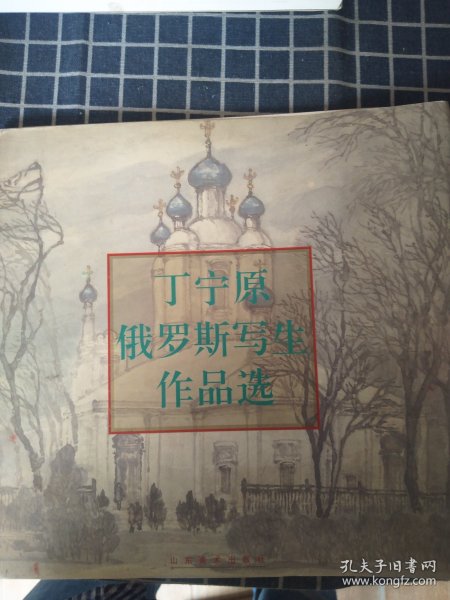 丁宁原
俄罗斯写生
作品选
山东美术出版社
孔夫子旧书网
www.kongfz.com